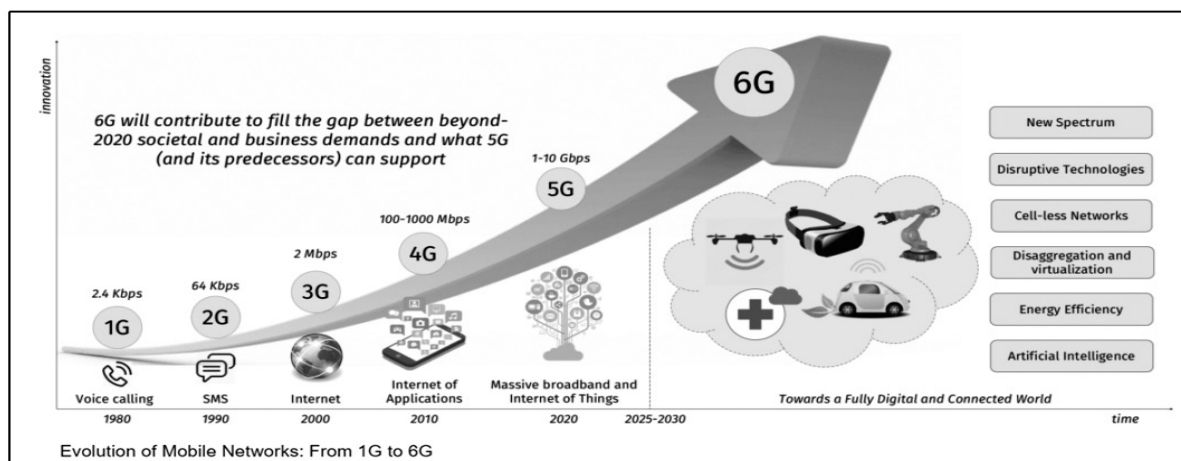 innovation
6G will contribute to fill the gap between beyond-
2020 societal and business demands and what 5G
(and its predecessors) can support
2.4 Kbps
1G
Voice calling
1980
64 Kbps
2G
SMS
1990
2 Mbps
3G
Internet
2000
100-1000 Mbps
4G
Internet of
Applications
2010
1-10 Gbps
5G
Massive broadband and
Internet of Things
2020
2025-2030
6G
Towards a Fully Digital and Connected World
time
New Spectrum
Disruptive Technologies
Cell-less Networks
Disaggregation and
virtualization
Energy Efficiency
Artificial Intelligence
Evolution of Mobile Networks: From 1G to 6G